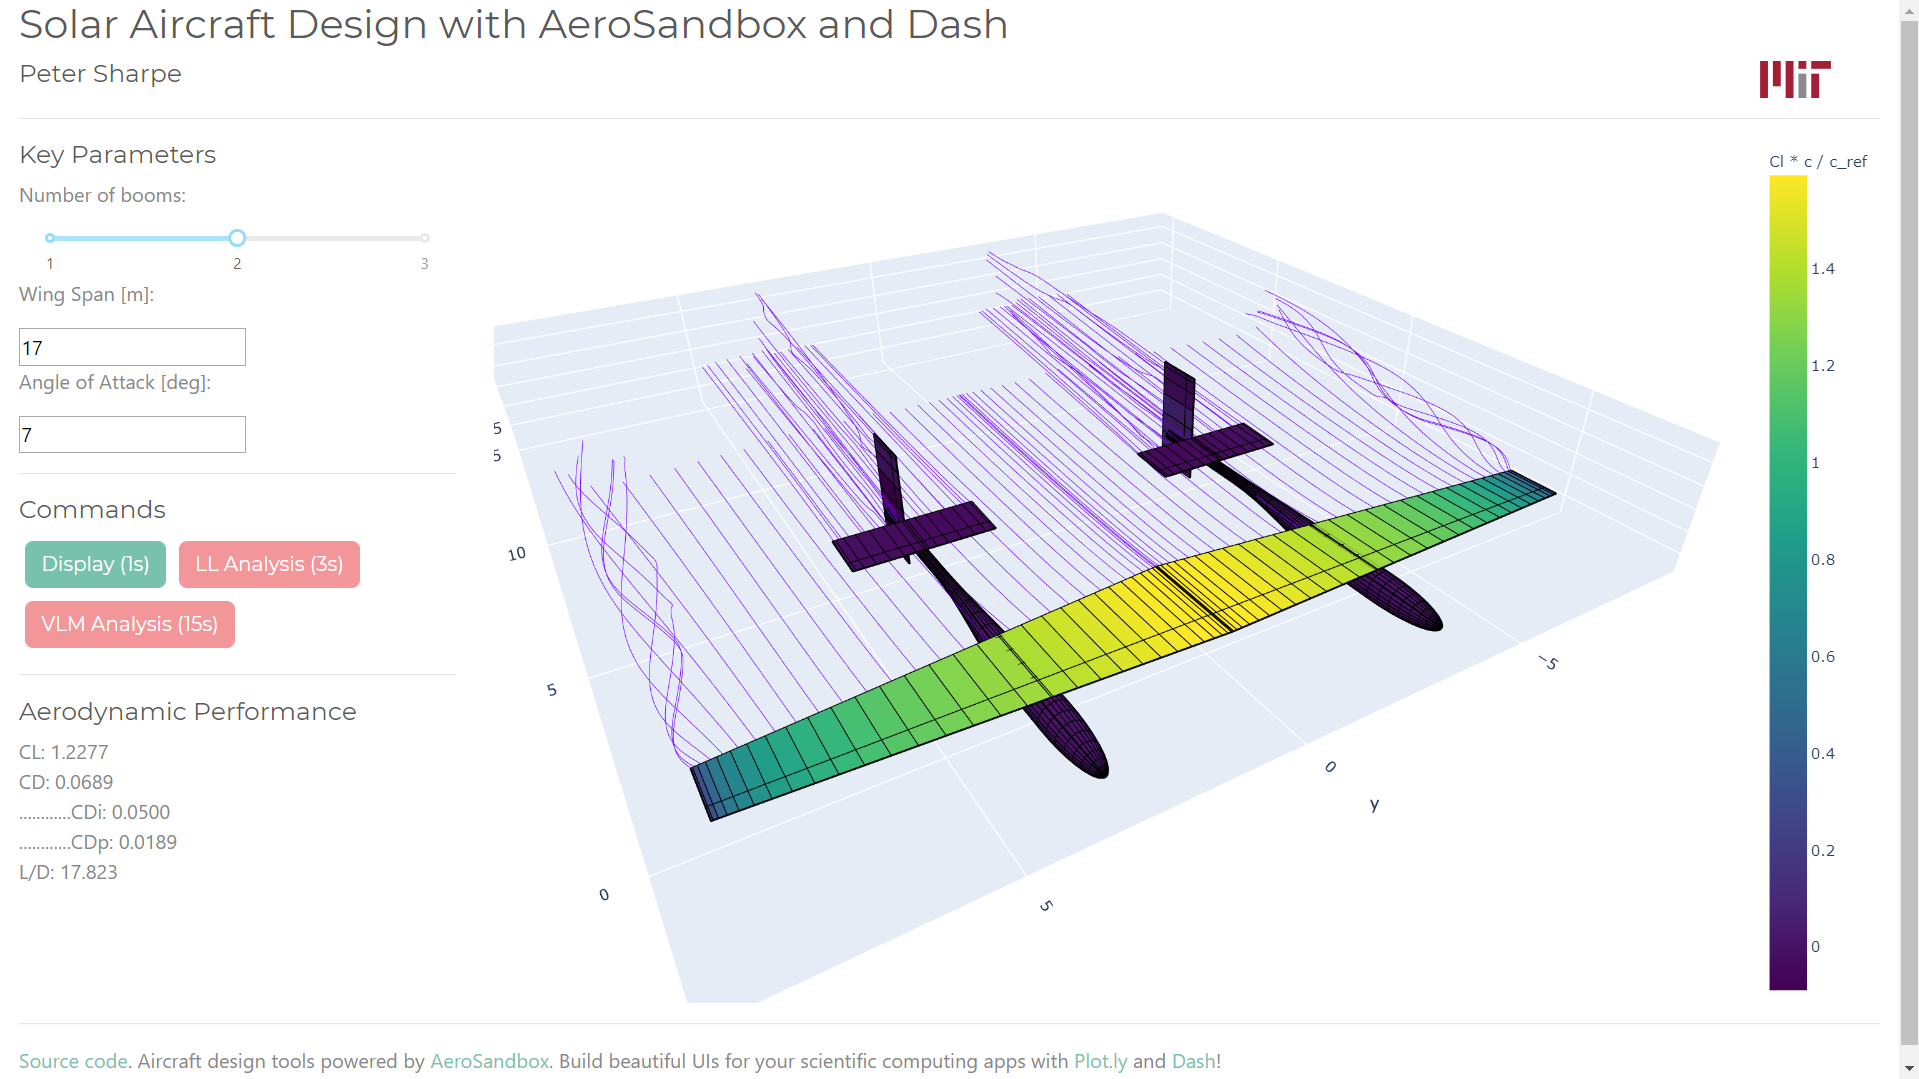 Solar Aircraft Design with AeroSandbox and Dash
Peter Sharpe
MIT
Key Parameters
Number of booms:
1 2 3
Wing Span [m]:
17
Angle of Attack [deg]:
7
Commands
Display (1s) LL Analysis (3s)
VLM Analysis (15s)
Aerodynamic Performance
CL: 1.2277
CD: 0.0689
............CDi: 0.0500
............CDp: 0.0189
L/D: 17.823
5
5
10
5
0
5
0
−5
y
Cl * c / c_ref
1.4
1.2
1
0.8
0.6
0.4
0.2
0
Source code. Aircraft design tools powered by AeroSandbox. Build beautiful UIs for your scientific computing apps with Plot.ly and Dash!